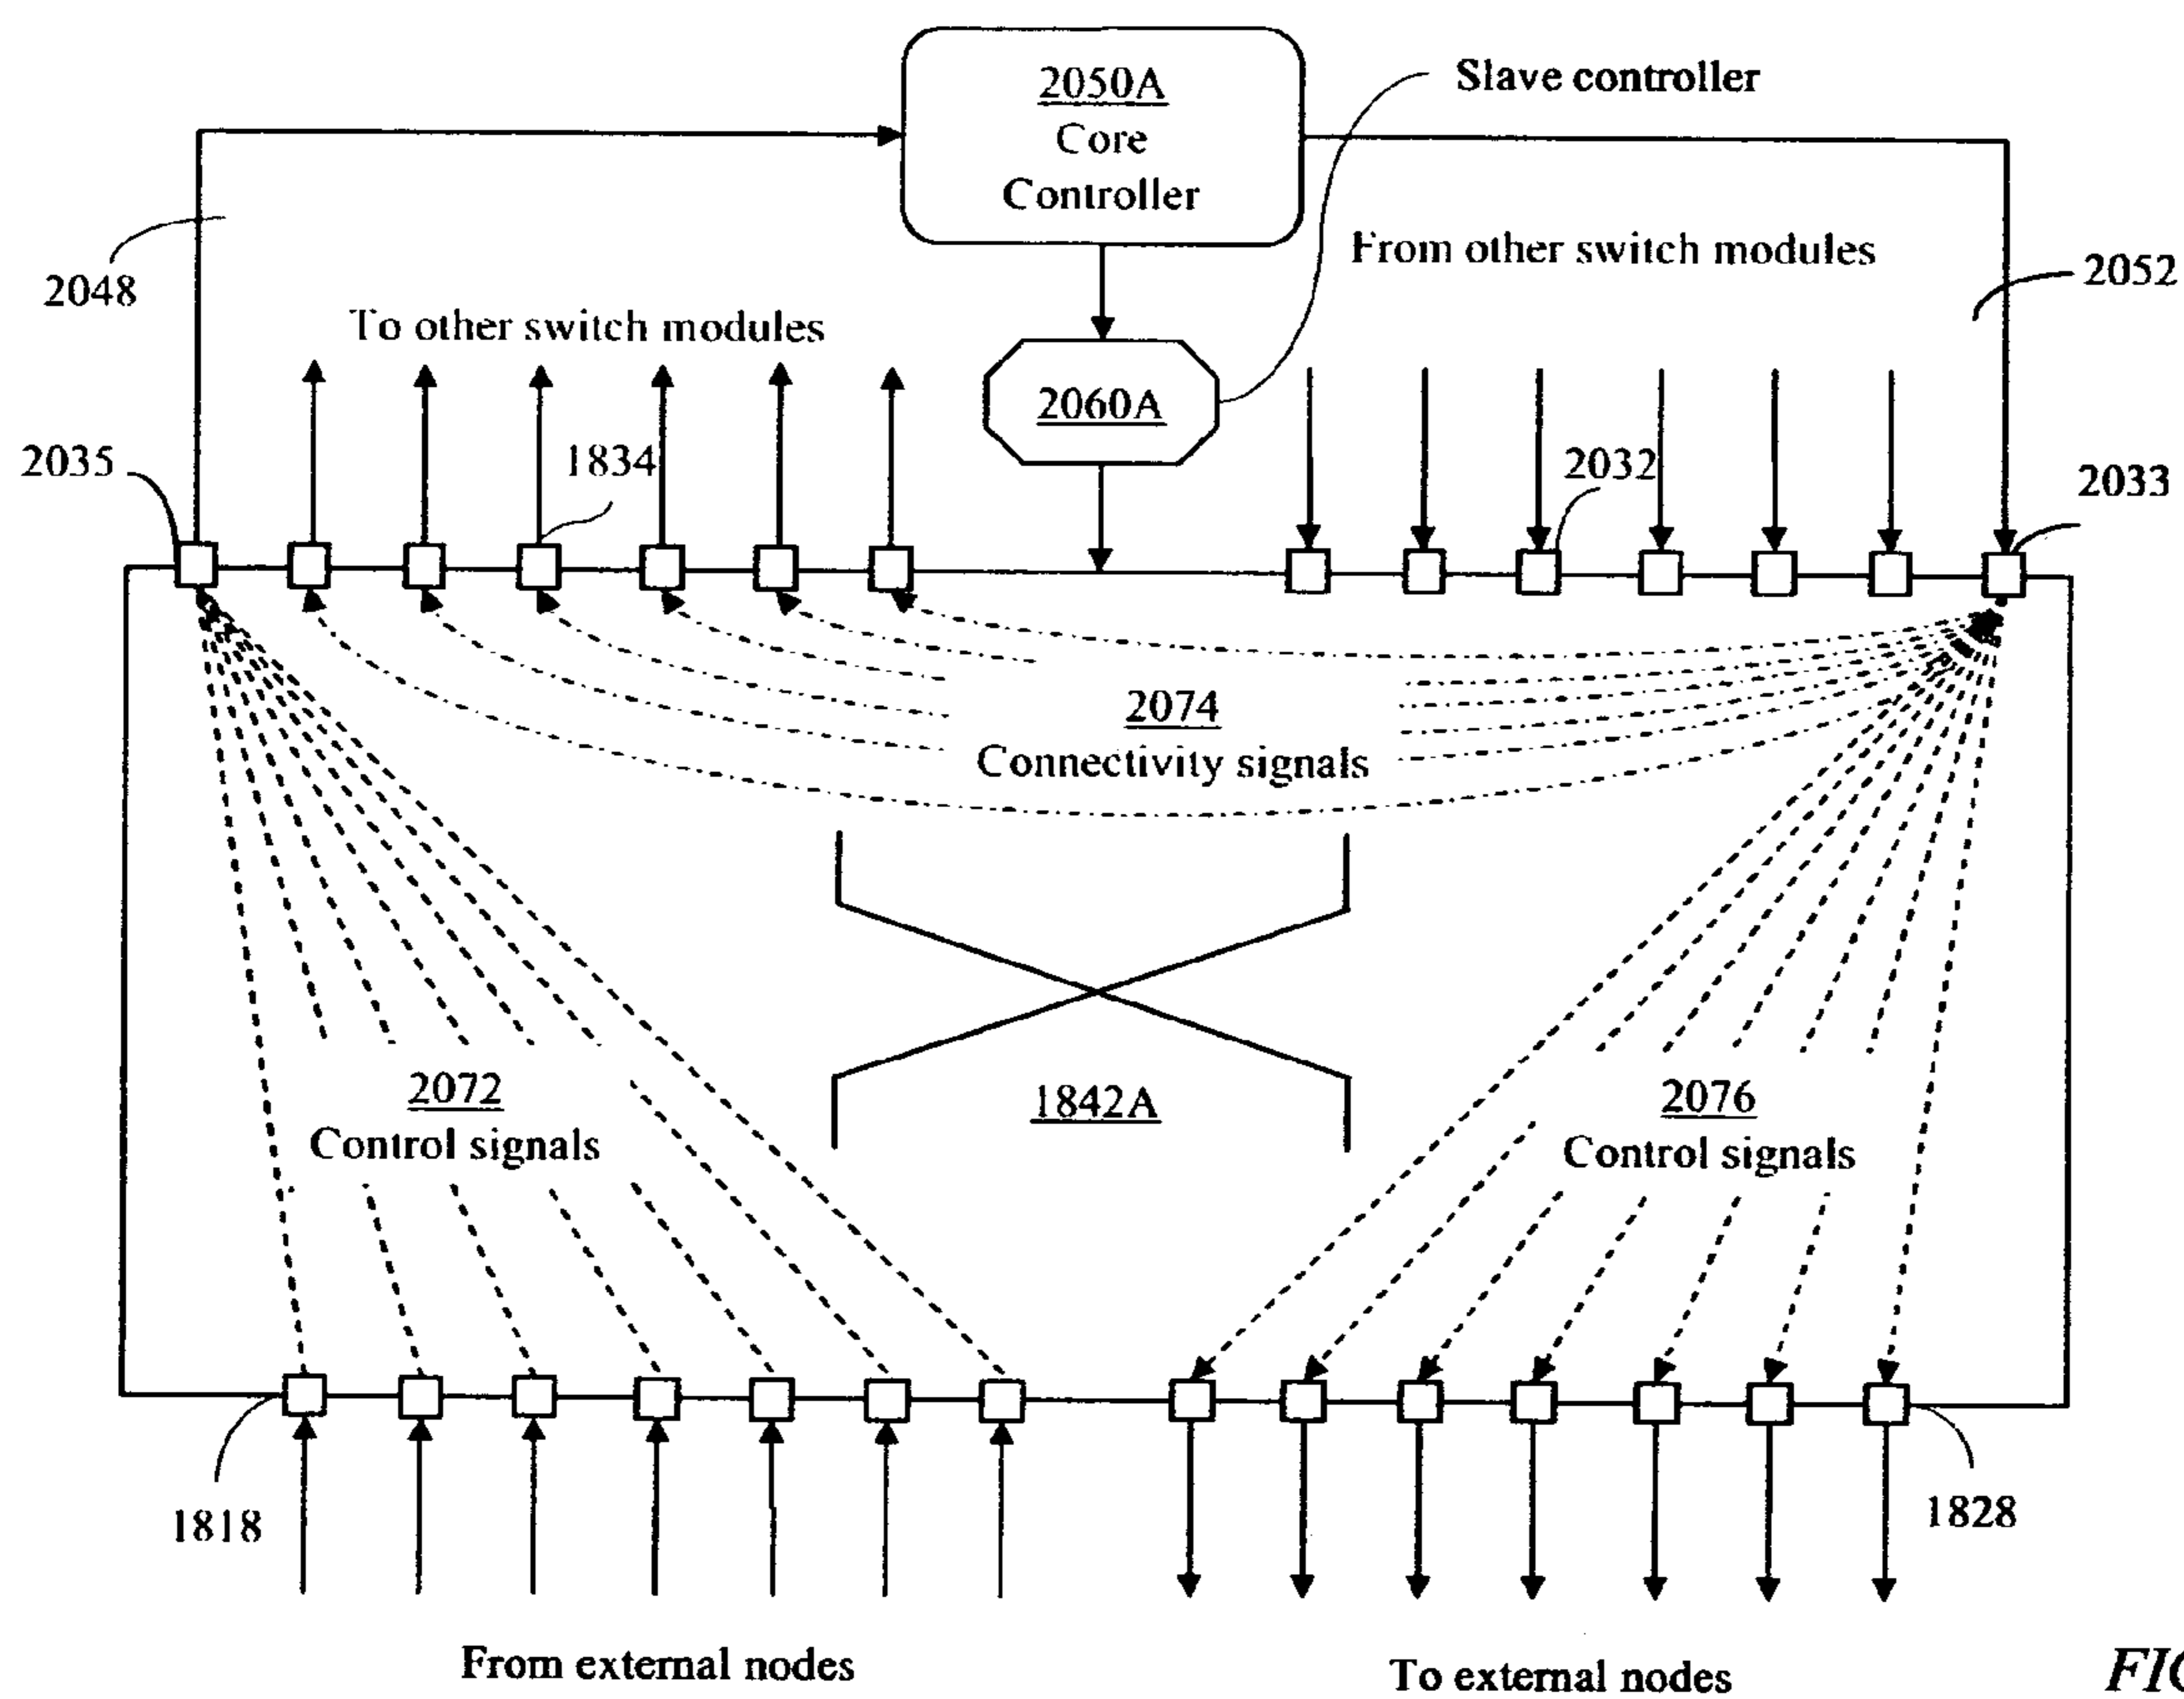 2050A
Core
Controller
Slave controller
From other switch modules
2048
2052
To other switch modules
2060A
2035
1834
2032
2033
2074
Connectivity signals
2072
Control signals
1842A
2076
Control signals
1818
1828
From external nodes
To external nodes